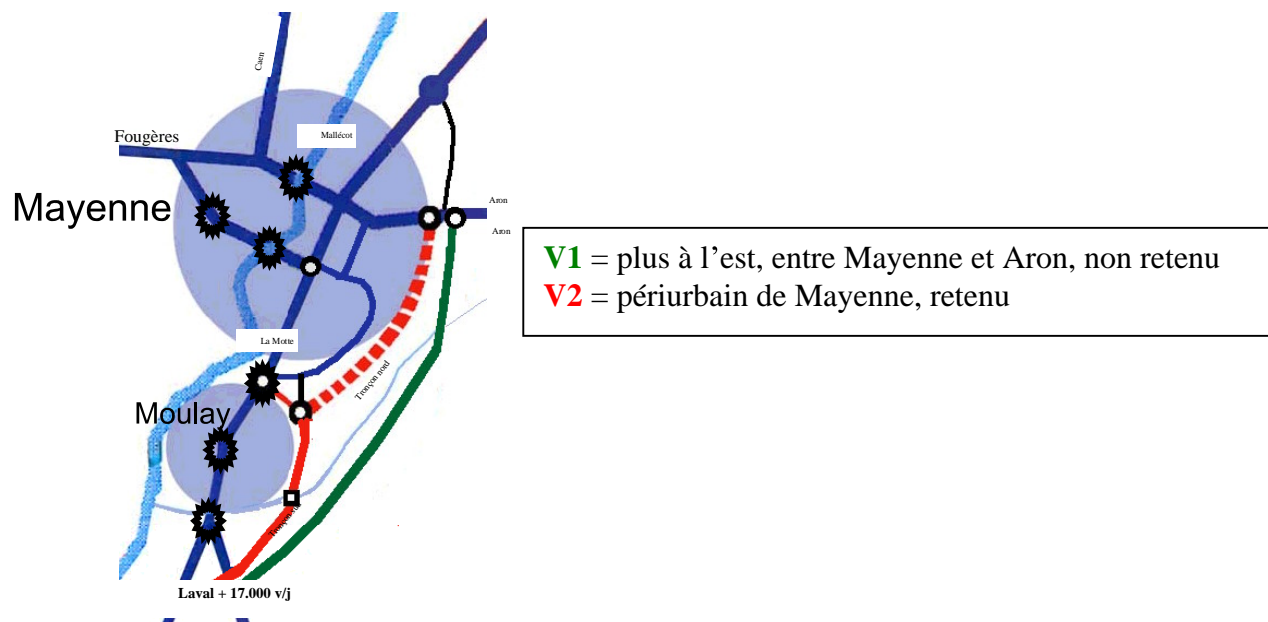 Caen
Fougères
Mallécot
Mayenne
Aron
Aron
V1 = plus à l'est, entre Mayenne et Aron, non retenu
V2 = périurbain de Mayenne, retenu
La Motte
Tronçon nord
Moulay
Laval + 17.000 v/j